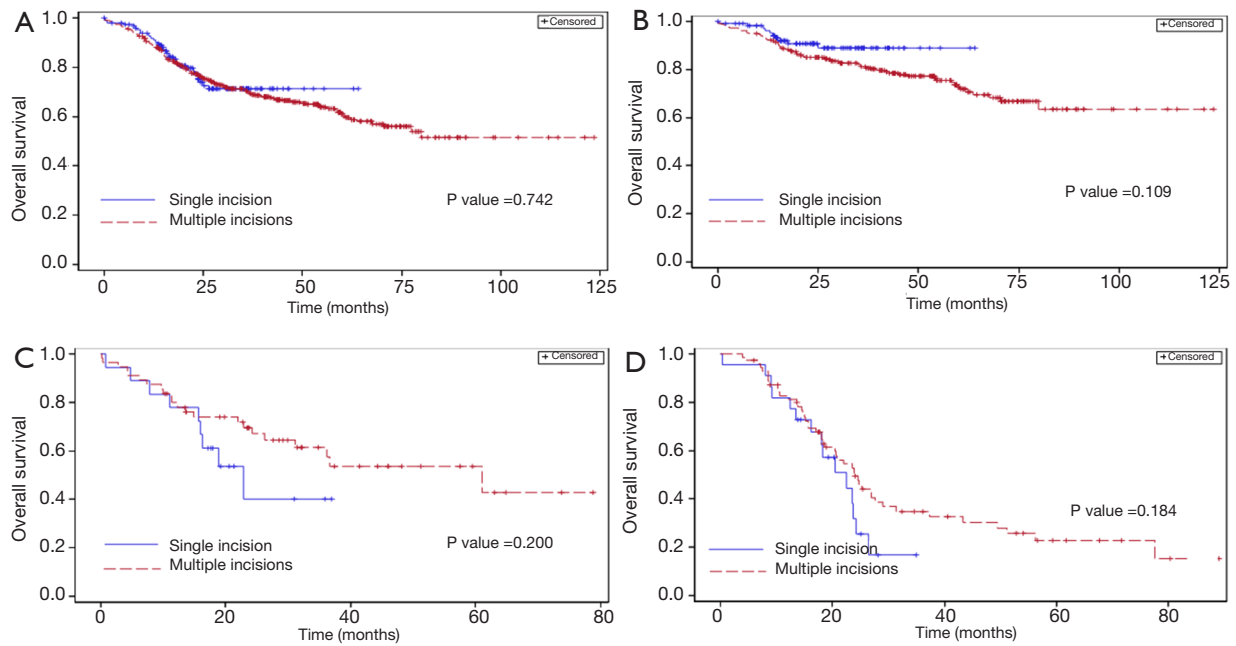 A
1.0
0.8
0.6
0.4
0.2
0.0
Overall survival
+ Censored
Single incision
Multiple incisions
P value =0.742
0 25 50 75 100 125
Time (months)
B
1.0
0.8
0.6
0.4
0.2
0.0
Overall survival
+ Censored
Single incision
Multiple incisions
P value =0.109
0 25 50 75 100 125
Time (months)
C
1.0
0.8
0.6
0.4
0.2
0.0
Overall survival
+ Censored
Single incision
Multiple incisions
P value =0.200
0 20 40 60 80
Time (months)
D
1.0
0.8
0.6
0.4
0.2
0.0
Overall survival
+ Censored
Single incision
Multiple incisions
P value =0.184
0 20 40 60 80
Time (months)